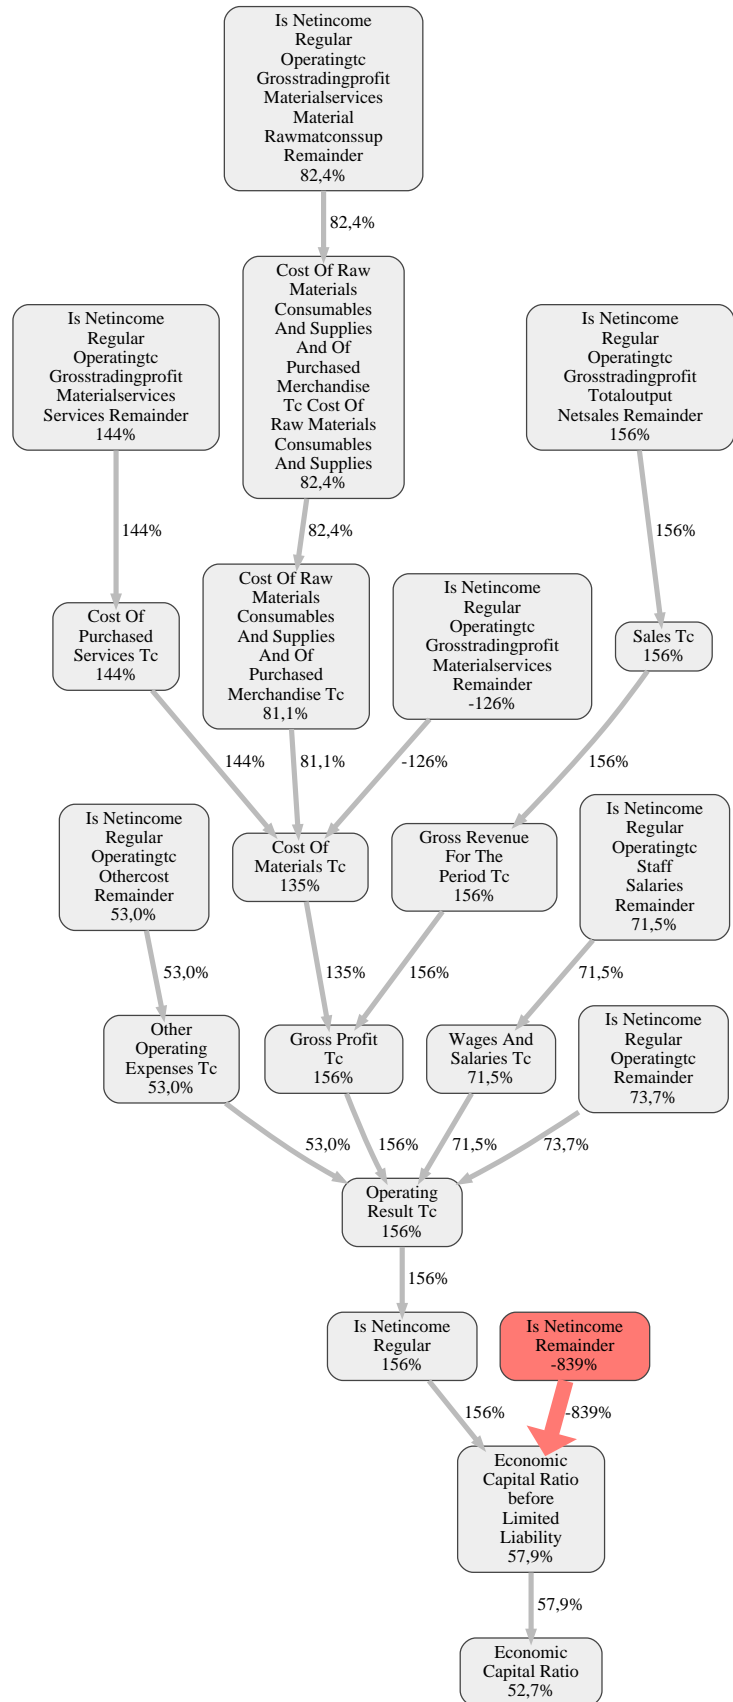 Is Netincome
Regular
Operatingtc
Grosstradingprofit
Materialservices
Material
Rawmatconssup
Remainder
82,4%
82,4%
Cost Of Raw
Materials
Consumables
And Supplies
And Of
Purchased
Merchandise
Tc Cost Of
Raw Materials
Consumables
And Supplies
82,4%
Is Netincome
Regular
Operatingtc
Grosstradingprofit
Materialservices
Services Remainder
144%
Is Netincome
Regular
Operatingtc
Grosstradingprofit
Totaloutput
Netsales Remainder
156%
144%
82,4%
156%
Cost Of
Purchased
Services Tc
144%
Cost Of Raw
Materials
Consumables
And Supplies
And Of
Purchased
Merchandise Tc
81,1%
Is Netincome
Regular
Operatingtc
Grosstradingprofit
Materialservices
Remainder
-126%
Sales Tc
156%
144%
81,1%
-126%
156%
Is Netincome
Regular
Operatingtc
Othercost
Remainder
53,0%
Cost Of
Materials Tc
135%
Gross Revenue
For The
Period Tc
156%
Is Netincome
Regular
Operatingtc
Staff
Salaries
Remainder
71,5%
53,0%
135%
156%
71,5%
Other
Operating
Expenses Tc
53,0%
Gross Profit
Tc
156%
Wages And
Salaries Tc
71,5%
Is Netincome
Regular
Operatingtc
Remainder
73,7%
53,0%
156%
71,5%
73,7%
Operating
Result Tc
156%
156%
Is Netincome
Regular
156%
Is Netincome
Remainder
-839%
156%
-839%
Economic
Capital Ratio
before
Limited
Liability
57,9%
57,9%
Economic
Capital Ratio
52,7%